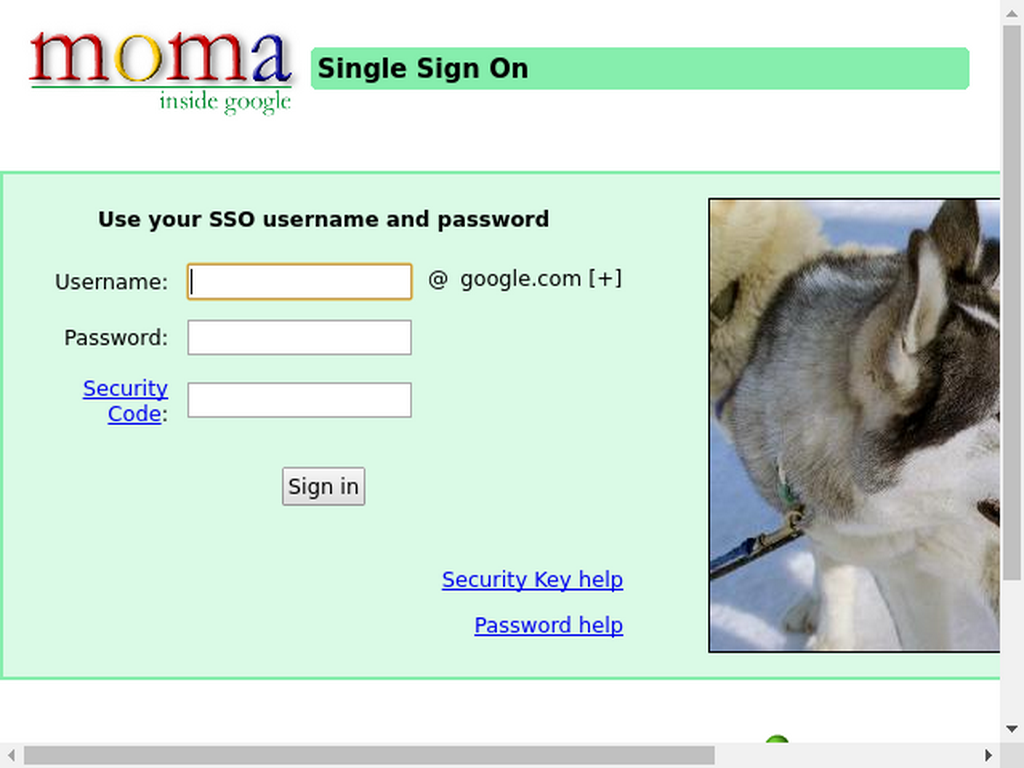 moma
inside google
Single Sign On
Use your SSO username and password
Username:
@ google.com [+]
Password:
Security
Code:
Sign in
Security Key help
Password help